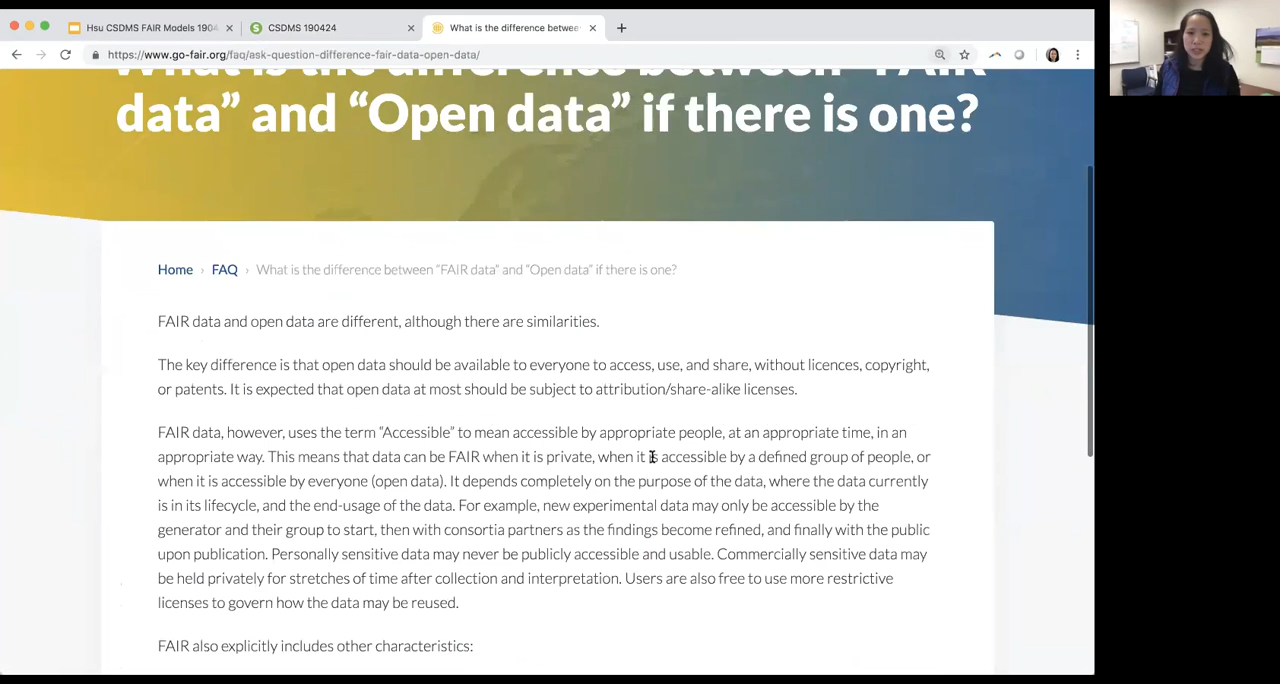 Hsu CSDMS FAIR Models 1904
CSDMS 190424
What is the difference betwee
https://www.go-fair.org/faq/ask-question-difference-fair-data-open-data/
What is the difference between “FAIR
data” and “Open data” if there is one?
Home › FAQ › What is the difference between “FAIR data” and “Open data” if there is one?
FAIR data and open data are different, although there are similarities.
The key difference is that open data should be available to everyone to access, use, and share, without licences, copyright,
or patents. It is expected that open data at most should be subject to attribution/share-alike licenses.
FAIR data, however, uses the term “Accessible” to mean accessible by appropriate people, at an appropriate time, in an
appropriate way. This means that data can be FAIR when it is private, when it is accessible by a defined group of people, or
when it is accessible by everyone (open data). It depends completely on the purpose of the data, where the data currently
is in its lifecycle, and the end-usage of the data. For example, new experimental data may only be accessible by the
generator and their group to start, then with consortia partners as the findings become refined, and finally with the public
upon publication. Personally sensitive data may never be publicly accessible and usable. Commercially sensitive data may
be held privately for stretches of time after collection and interpretation. Users are also free to use more restrictive
licenses to govern how the data may be reused.
FAIR also explicitly includes other characteristics: